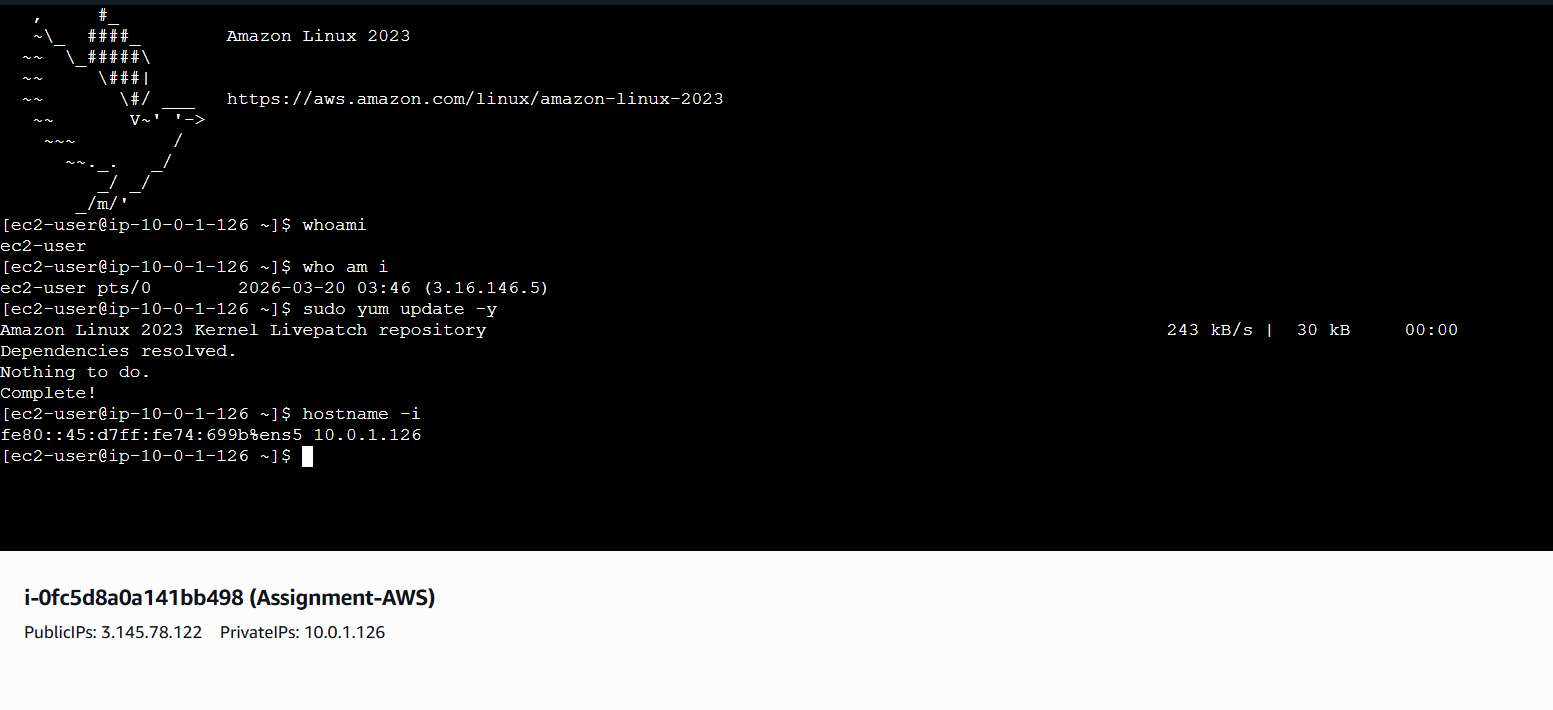 ,     #_
   ~\_  ####_        Amazon Linux 2023
  ~~  \_#####\
  ~~     \###|
  ~~       \#/ ___   https://aws.amazon.com/linux/amazon-linux-2023
   ~~       V~' '->
    ~~~         /
      ~~._.   _/
         _/ _/
       _/m/'
[ec2-user@ip-10-0-1-126 ~]$ whoami
ec2-user
[ec2-user@ip-10-0-1-126 ~]$ who am i
ec2-user pts/0        2026-03-20 03:46 (3.16.146.5)
[ec2-user@ip-10-0-1-126 ~]$ sudo yum update -y
Amazon Linux 2023 Kernel Livepatch repository 243 kB/s |  30 kB     00:00
Dependencies resolved.
Nothing to do.
Complete!
[ec2-user@ip-10-0-1-126 ~]$ hostname -i
fe80::45:d7ff:fe74:699b%ens5 10.0.1.126
[ec2-user@ip-10-0-1-126 ~]$
i-0fc5d8a0a141bb498 (Assignment-AWS)
PublicIPs: 3.145.78.122 PrivateIPs: 10.0.1.126